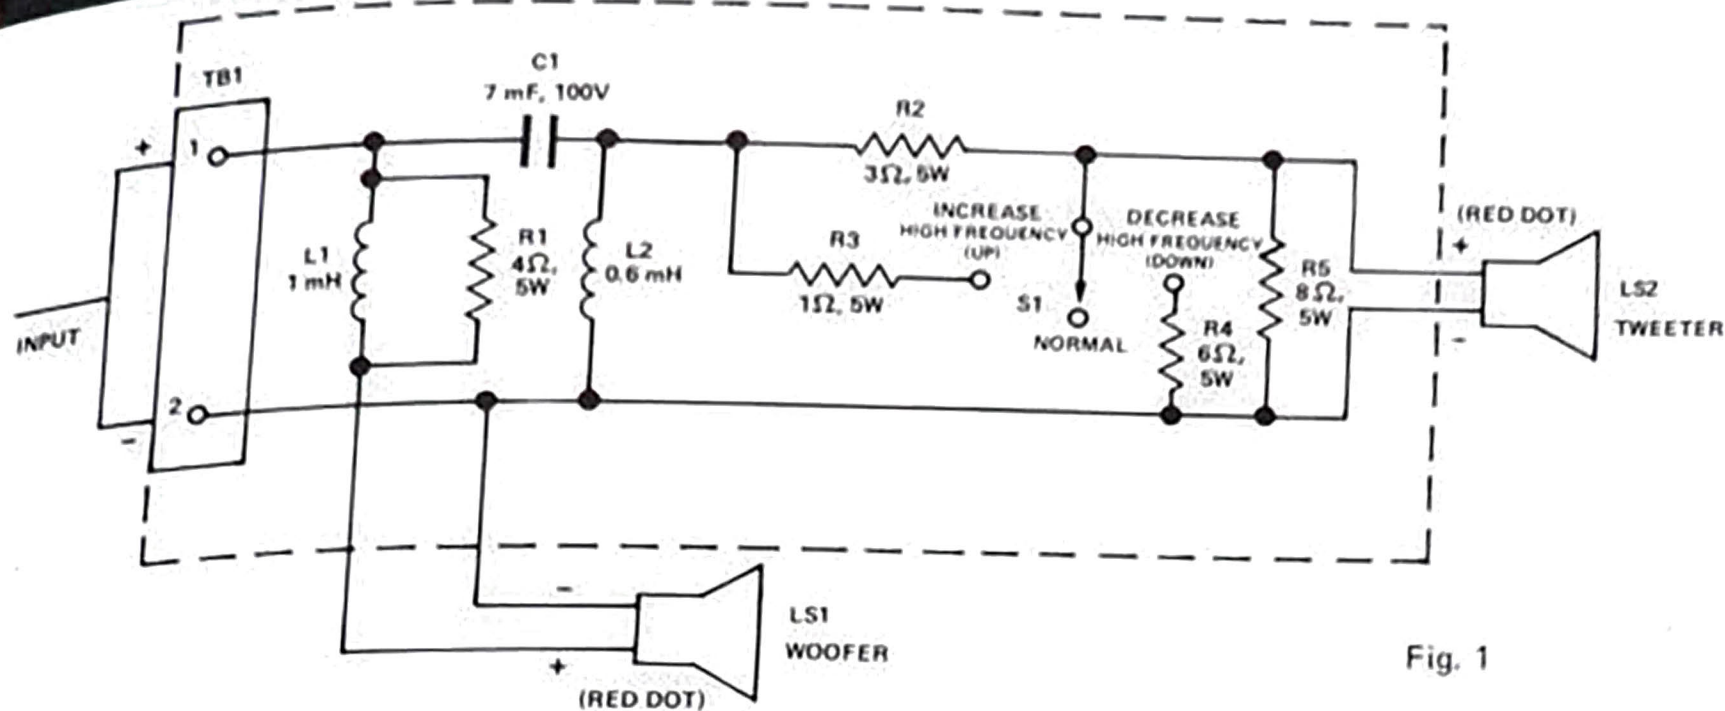 TB1
C1
7 mF, 100V
R2
3Ω, 5W
+
1
INPUT
2
-
L1
1 mH
R1
4Ω,
5W
L2
0.6 mH
R3
1Ω, 5W
INCREASE
HIGH FREQUENCY
(UP)
S1
NORMAL
DECREASE
HIGH FREQUENCY
(DOWN)
R4
6Ω,
5W
R5
8Ω,
5W
(RED DOT)
+
-
LS2
TWEETER
-
+
(RED DOT)
LS1
WOOFER
Fig. 1